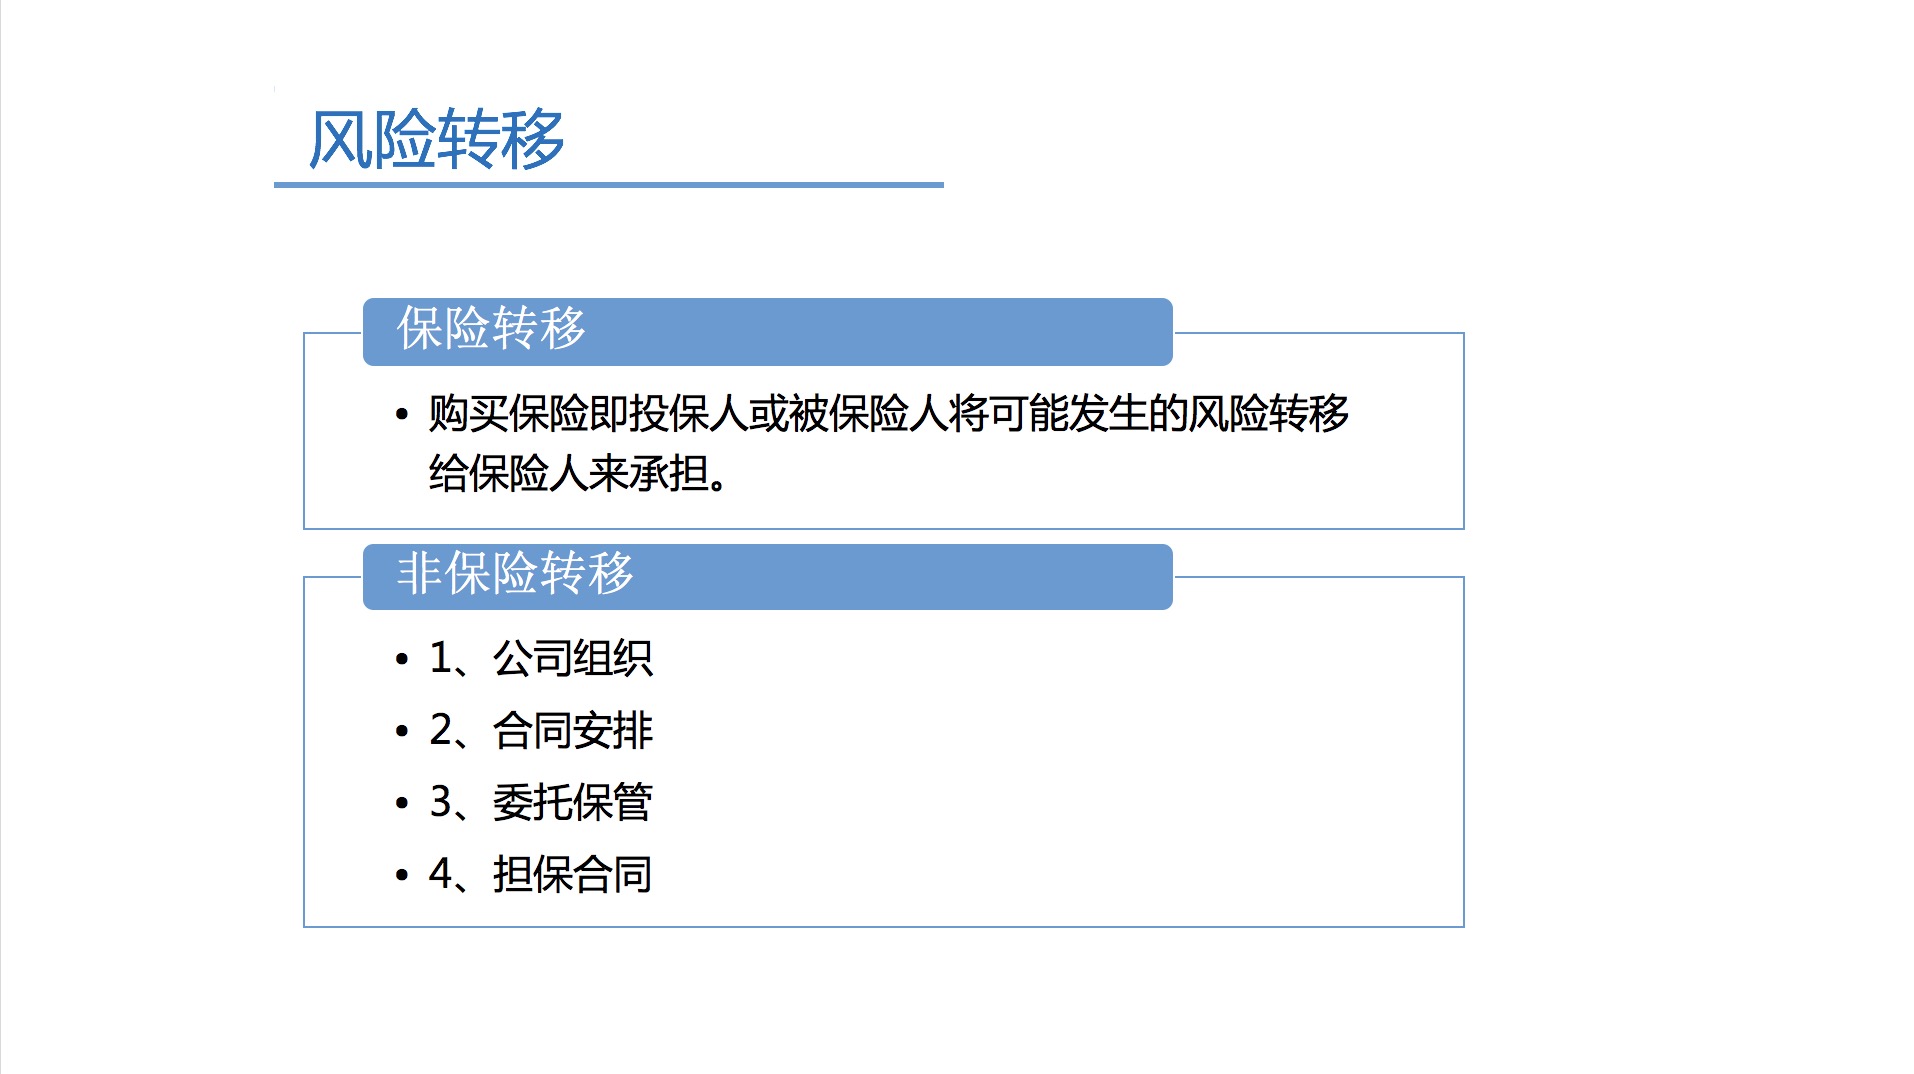 风险转移
保险转移
• 购买保险即投保人或被保险人将可能发生的风险转移
给保险人来承担。
非保险转移
• 1、公司组织
• 2、合同安排
• 3、委托保管
• 4、担保合同